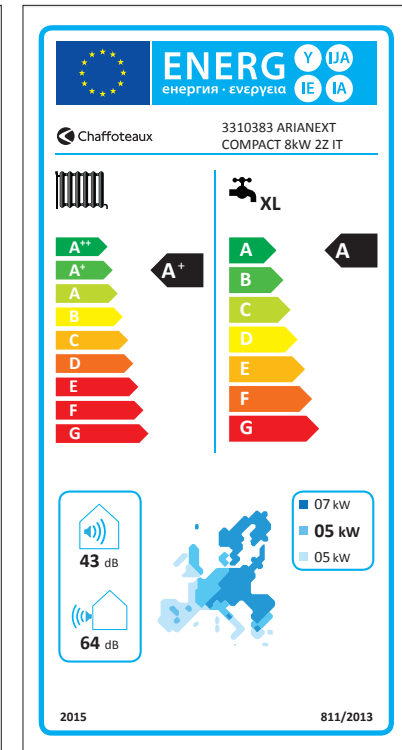 ENERG
енергия · ενεργεια
Y
IJA
IE
IA
Chaffoteaux
3310383 ARIANEXT
COMPACT 8kW 2Z IT
XL
A++
A+
A
B
C
D
E
F
G
A+
A
B
C
D
E
F
G
A
43 dB
64 dB
07 kW
05 kW
05 kW
2015
811/2013